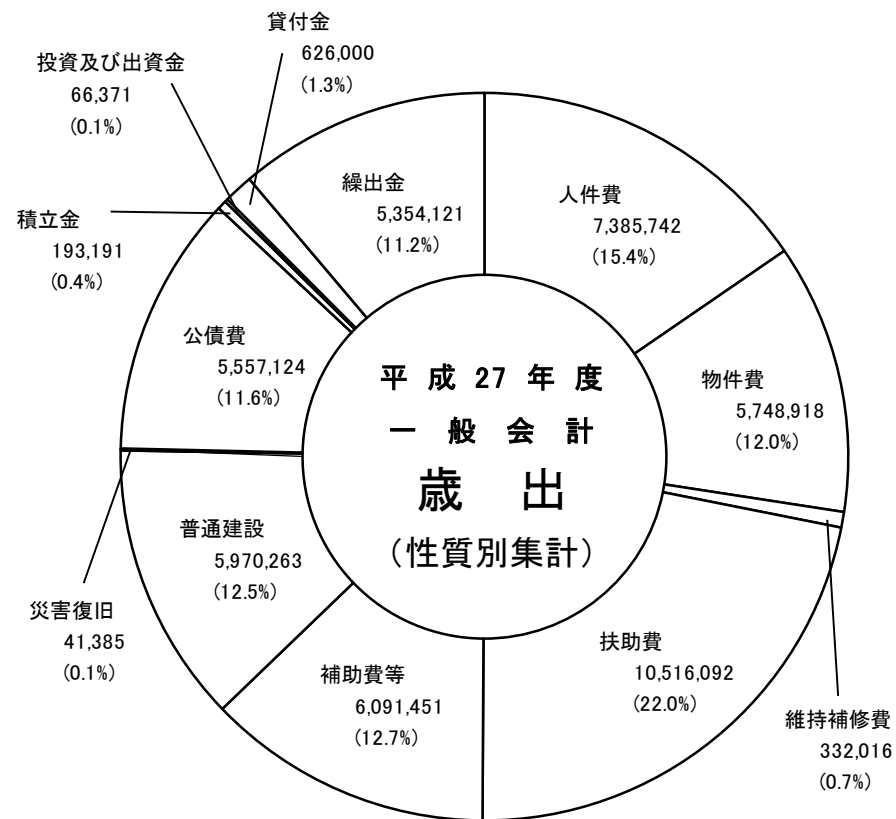 平成27年度
一般会計
歳出
（性質別集計）
人件費
7,385,742
(15.4%)
物件費
5,748,918
(12.0%)
維持補修費
332,016
(0.7%)
扶助費
10,516,092
(22.0%)
補助費等
6,091,451
(12.7%)
普通建設
5,970,263
(12.5%)
災害復旧
41,385
(0.1%)
公債費
5,557,124
(11.6%)
積立金
193,191
(0.4%)
投資及び出資金
66,371
(0.1%)
貸付金
626,000
(1.3%)
繰出金
5,354,121
(11.2%)